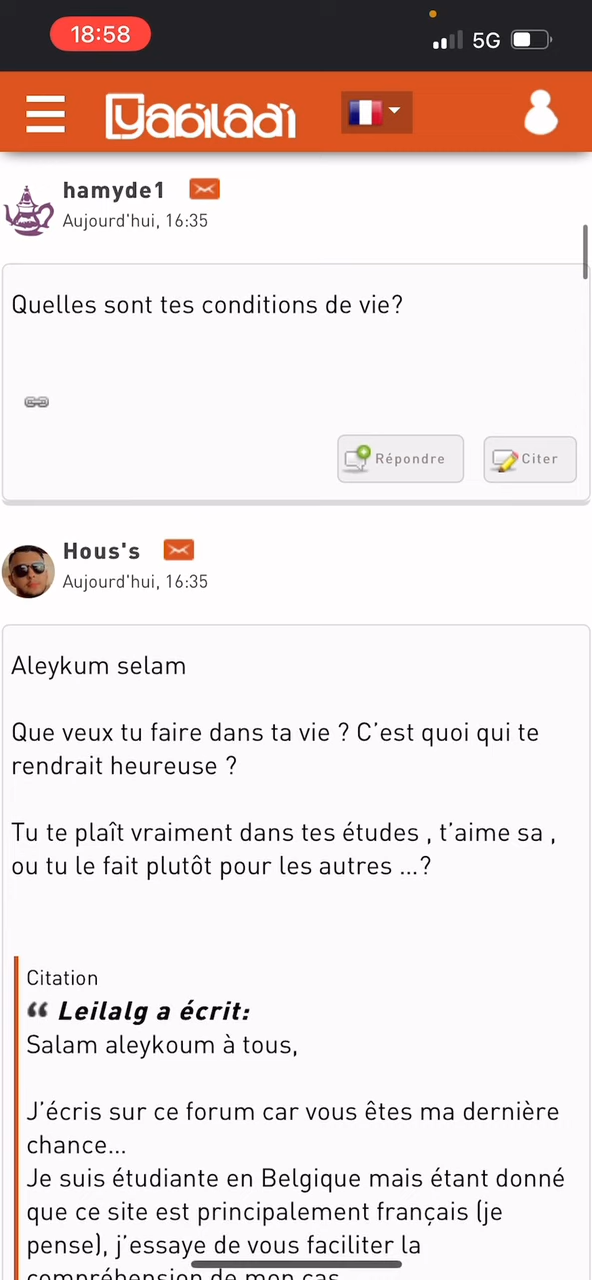 18:58
5G
Yabiladi
hamyde1
Aujourd'hui, 16:35
Quelles sont tes conditions de vie?
Répondre
Citer
Hous's
Aujourd'hui, 16:35
Aleykum selam
Que veux tu faire dans ta vie ? C'est quoi qui te
rendrait heureuse ?
Tu te plaît vraiment dans tes études , t'aime sa ,
ou tu le fait plutôt pour les autres ...?
Citation
“ Leilalg a écrit:
Salam aleykoum à tous,
J'écris sur ce forum car vous êtes ma dernière
chance...
Je suis étudiante en Belgique mais étant donné
que ce site est principalement français (je
pense), j'essaye de vous faciliter la
compréhension de mon cas